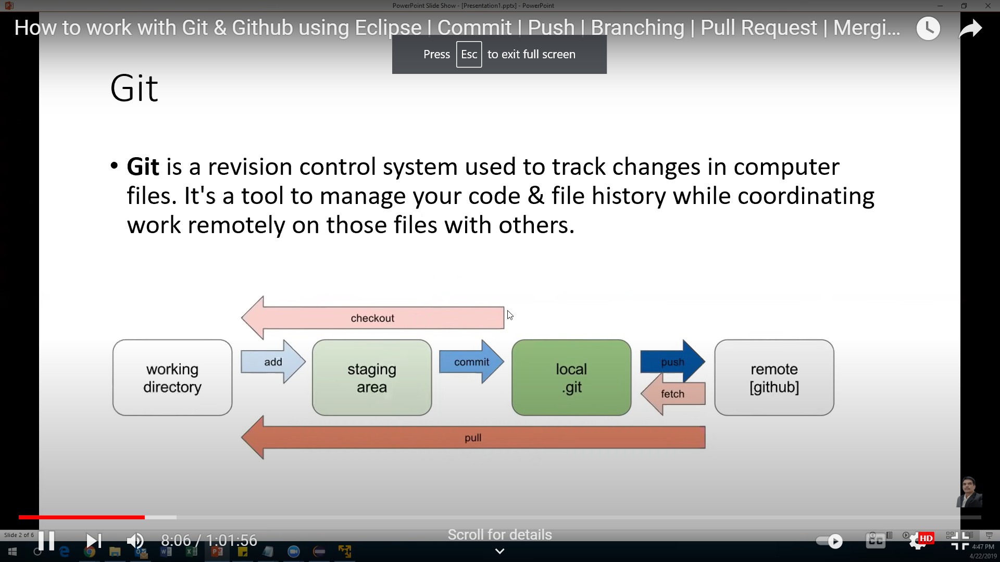 PowerPoint Slide Show - [Presentation1.pptx] - PowerPoint
How to work with Git & Github using Eclipse | Commit | Push | Branching | Pull Request | Mergi...
Press Esc to exit full screen
Git
• Git is a revision control system used to track changes in computer
files. It's a tool to manage your code & file history while coordinating
work remotely on those files with others.
checkout
working
directory
add
staging
area
commit
local
.git
push
fetch
remote
[github]
pull
Slide 2 of 6
8:06 / 1:01:56
Scroll for details
CC
HD
4:47 PM
4/22/2019